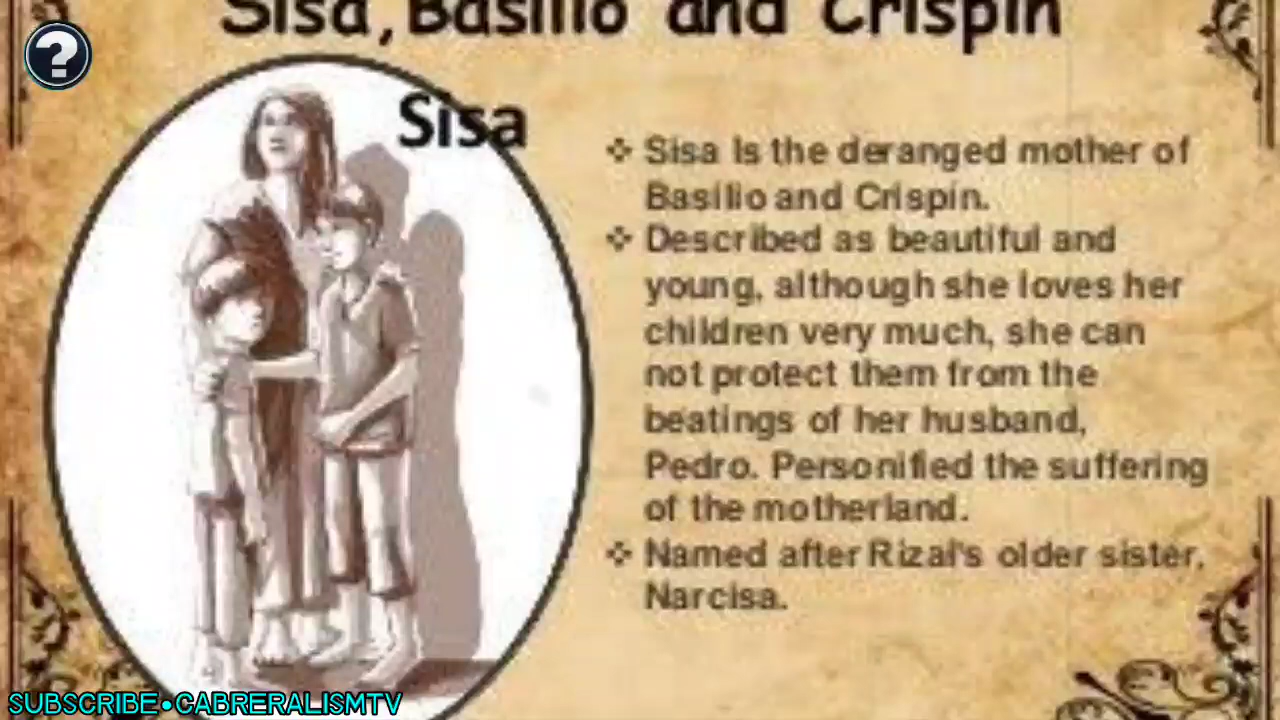 Sisa, Basilio and Crispin
Sisa
Sisa is the deranged mother of
Basilio and Crispin.
Described as beautiful and
young, although she loves her
children very much, she can
not protect them from the
beatings of her husband,
Pedro. Personified the suffering
of the motherland.
Named after Rizal's older sister,
Narcisa.
SUBSCRIBE•CABRERALISMTV